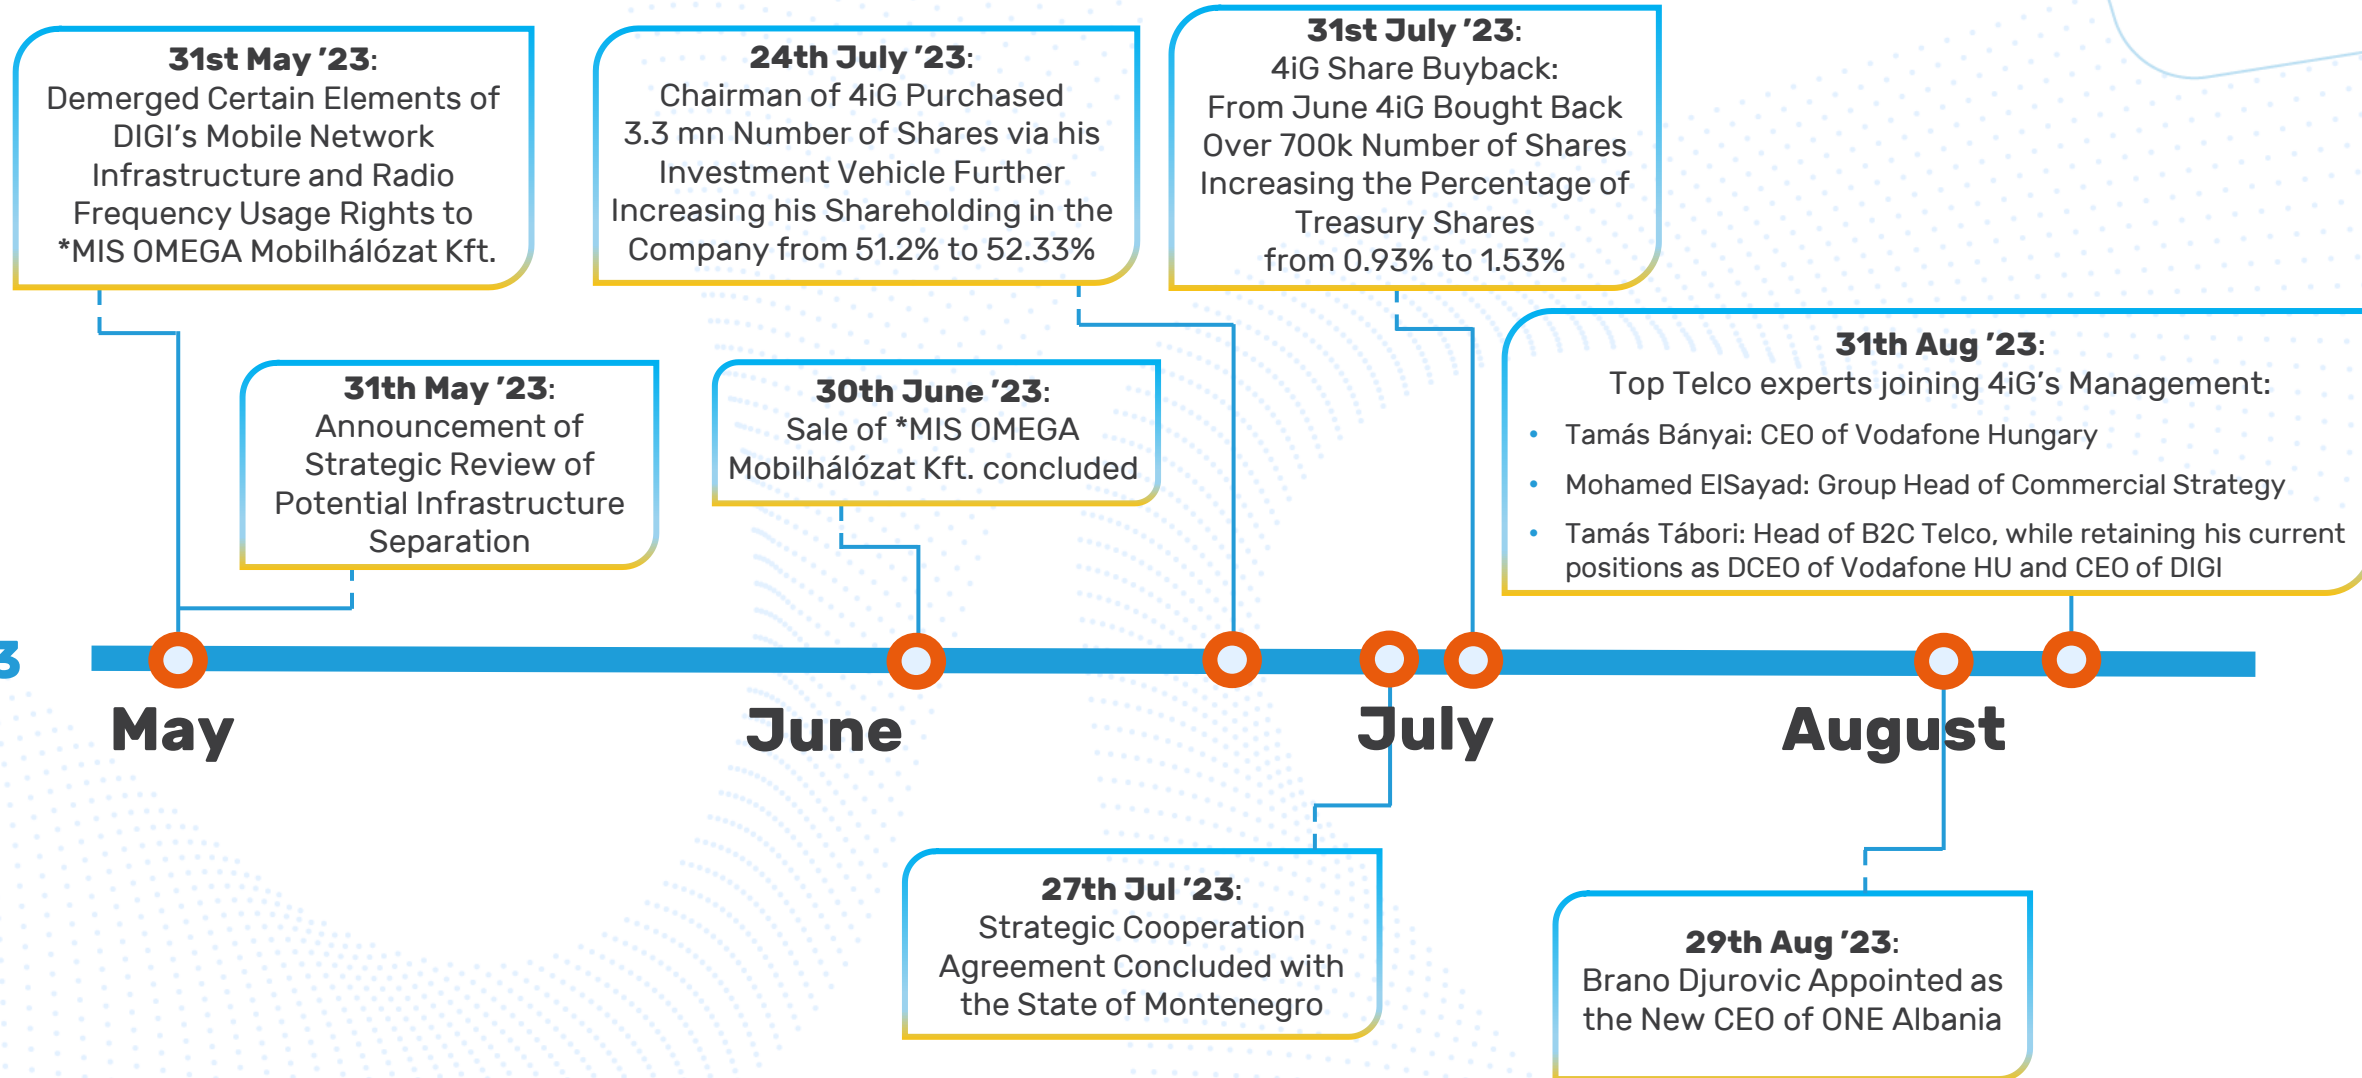 31st May ’23:
Demerged Certain Elements of
DIGI’s Mobile Network
Infrastructure and Radio
Frequency Usage Rights to
*MIS OMEGA Mobilhálózat Kft.
24th July ’23:
Chairman of 4iG Purchased
3.3 mn Number of Shares via his
Investment Vehicle Further
Increasing his Shareholding in the
Company from 51.2% to 52.33%
31st July ’23:
4iG Share Buyback:
From June 4iG Bought Back
Over 700k Number of Shares
Increasing the Percentage of
Treasury Shares
from 0.93% to 1.53%
31th May ’23:
Announcement of
Strategic Review of
Potential Infrastructure
Separation
30th June ’23:
Sale of *MIS OMEGA
Mobilhálózat Kft. concluded
31th Aug ’23:
Top Telco experts joining 4iG’s Management:
• Tamás Bányai: CEO of Vodafone Hungary
• Mohamed ElSayad: Group Head of Commercial Strategy
• Tamás Tábori: Head of B2C Telco, while retaining his current
positions as DCEO of Vodafone HU and CEO of DIGI
3
May
June
July
August
27th Jul ’23:
Strategic Cooperation
Agreement Concluded with
the State of Montenegro
29th Aug ’23:
Brano Djurovic Appointed as
the New CEO of ONE Albania